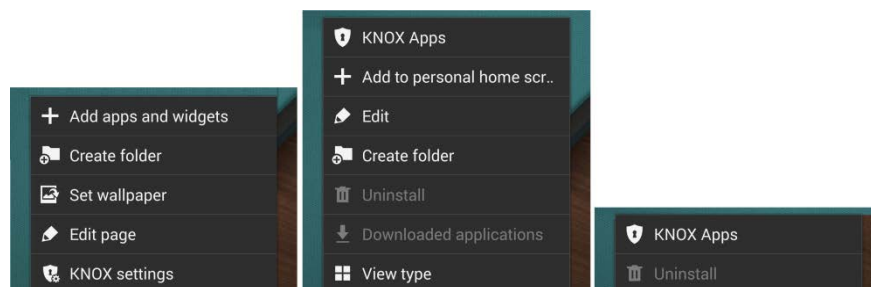 Add apps and widgets
Create folder
Set wallpaper
Edit page
KNOX settings
KNOX Apps
Add to personal home scr..
Edit
Create folder
Uninstall
Downloaded applications
View type
KNOX Apps
Uninstall